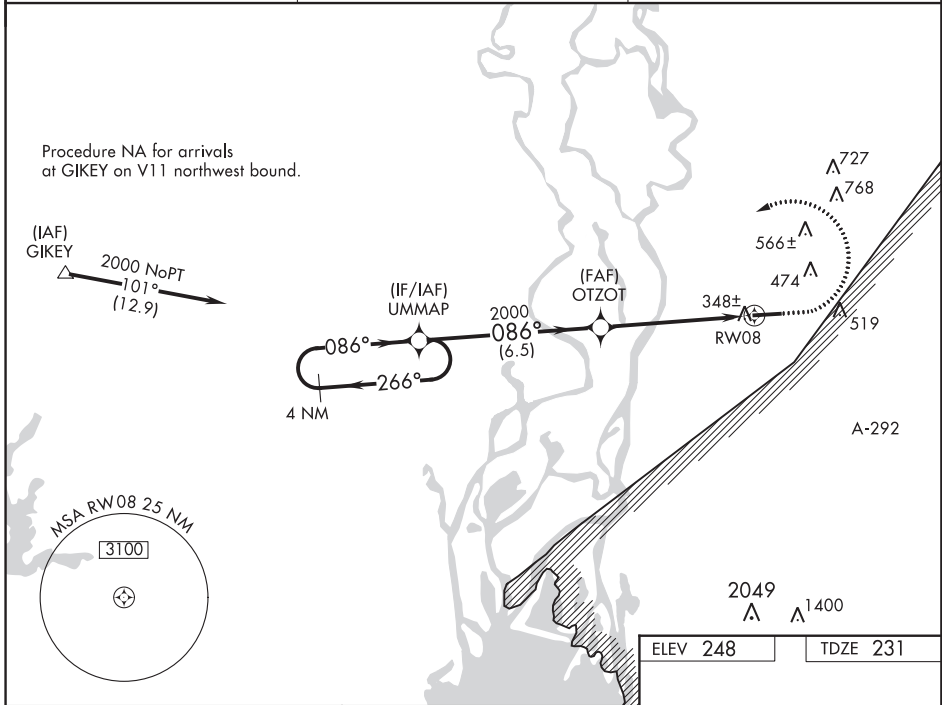 Procedure NA for arrivals
at GIKEY on V11 northwest bound.
727
768
(IAF)
GIKEY
2000 NoPT
101°
(12.9)
566±
474
(IF/IAF)
UMMAP
(FAF)
OTZOT
2000
086°
(6.5)
348±
RW08
519
086°
266°
4 NM
A-292
MSA RW08 25 NM
3100
2049
1400
ELEV 248
TDZE 231